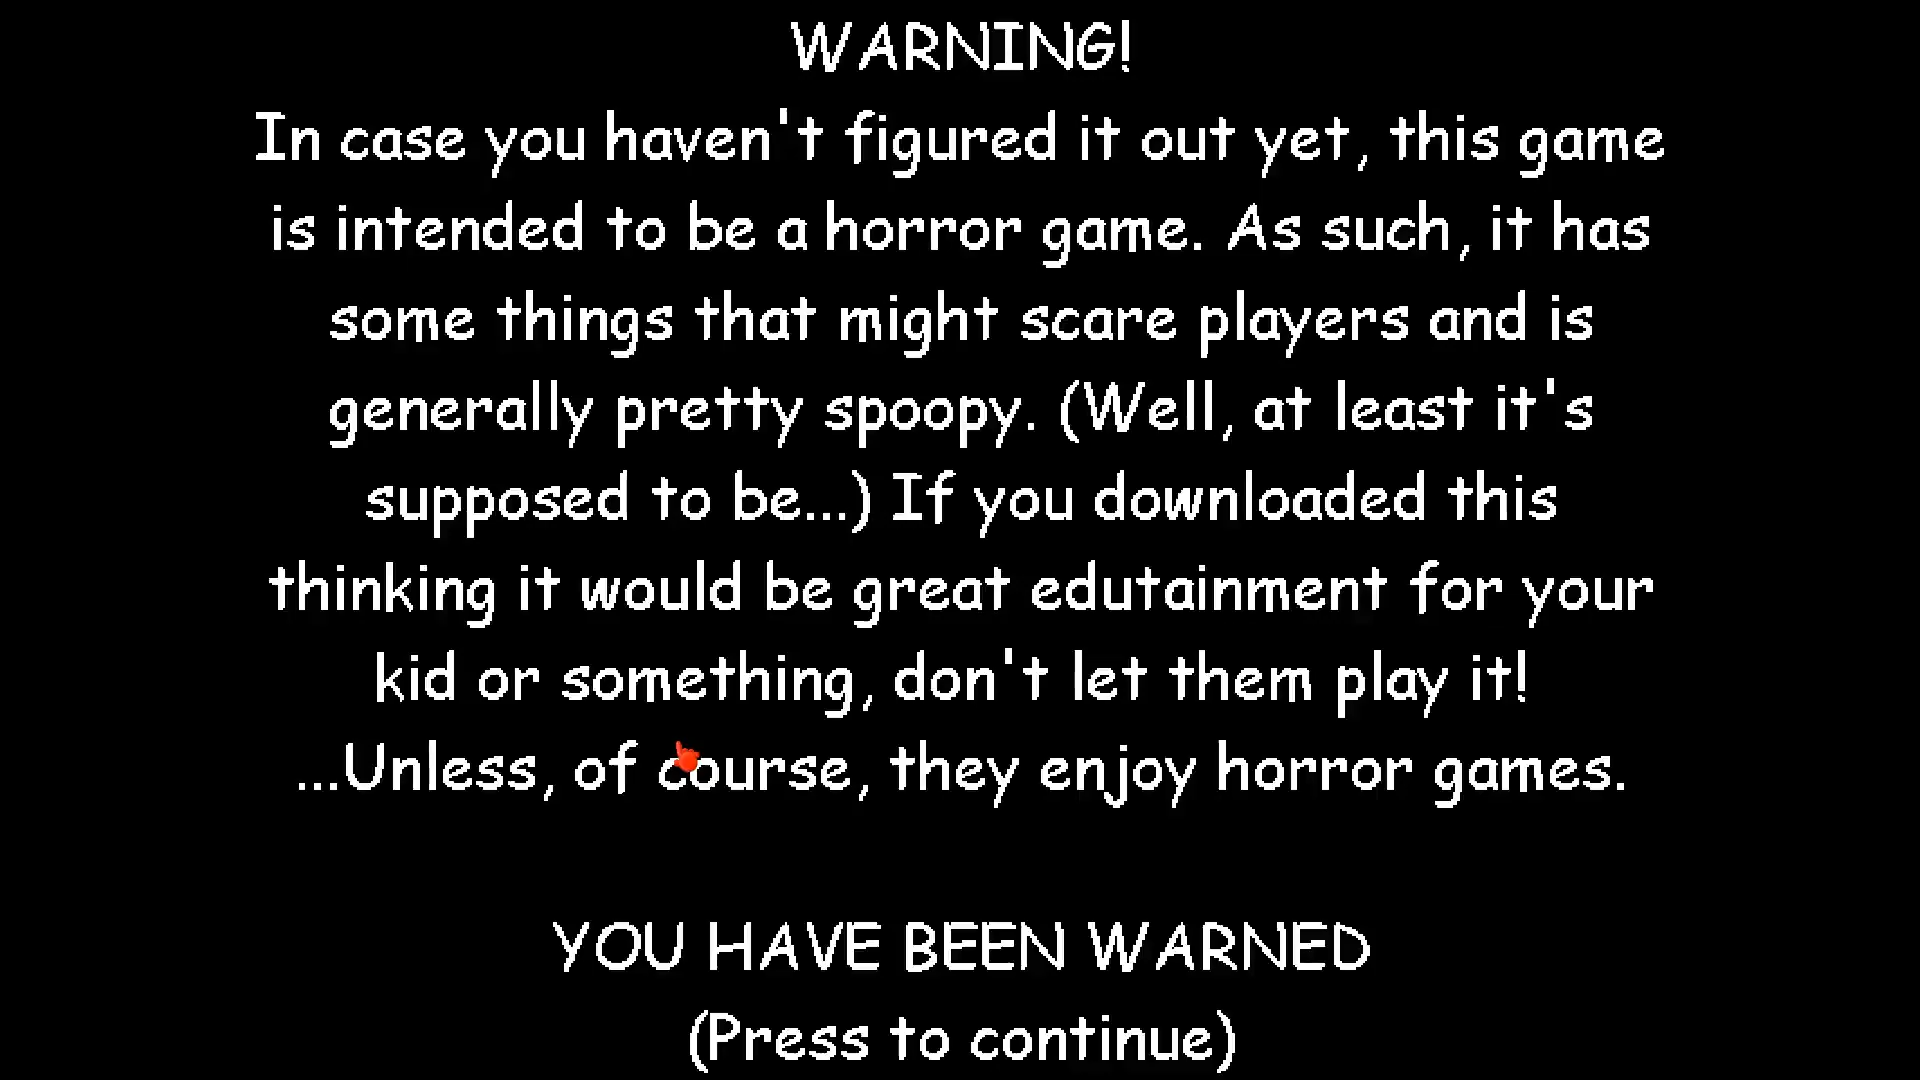 WARNING!
In case you haven't figured it out yet, this game
is intended to be a horror game. As such, it has
some things that might scare players and is
generally pretty spoopy. (Well, at least it's
supposed to be...) If you downloaded this
thinking it would be great edutainment for your
kid or something, don't let them play it!
...Unless, of course, they enjoy horror games.
YOU HAVE BEEN WARNED
(Press to continue)